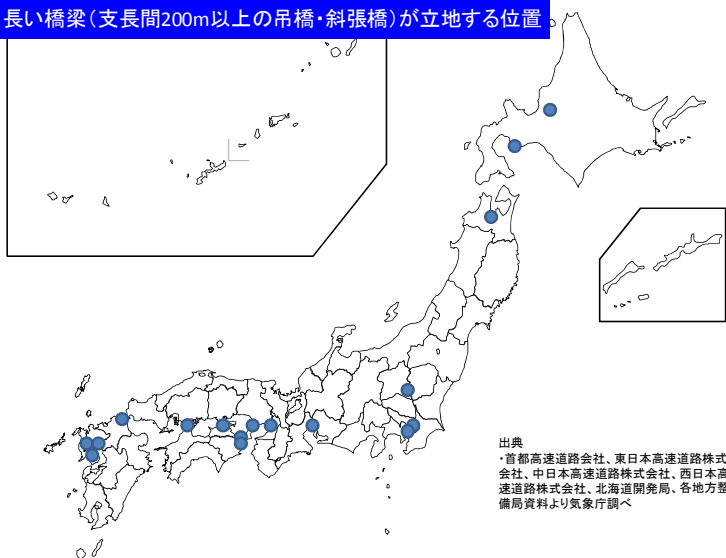 長い橋梁（支長間200m以上の吊橋・斜張橋）が立地する位置
出典
・首都高速道路会社、東日本高速道路株式
会社、中日本高速道路株式会社、西日本高
速道路株式会社、北海道開発局、各地方整
備局資料より気象庁調べ